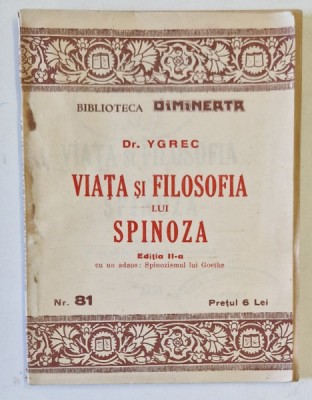 BIBLIOTECA DIMINEAȚA
Dr. YGREC
VIAȚA și FILOSOFIA
LUI
SPINOZA
Ediția II-a
cu un adaos: Spinozismul lui Goethe
Nr. 81 Prețul 6 Lei